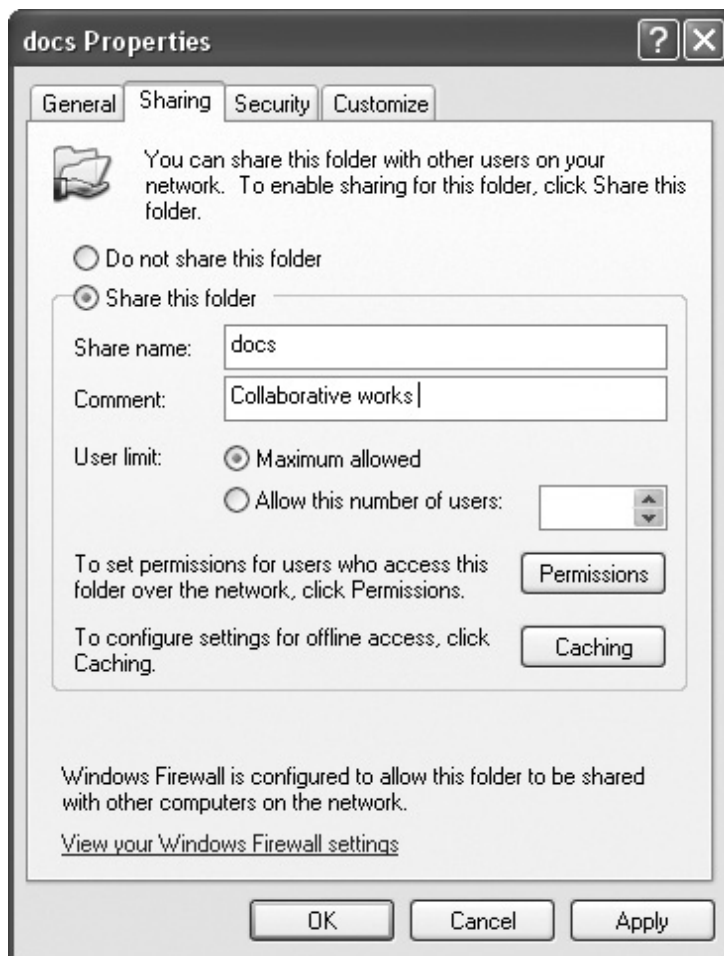 docs Properties
General Sharing Security Customize
You can share this folder with other users on your
network. To enable sharing for this folder, click Share this
folder.
Do not share this folder
Share this folder
Share name: docs
Comment: Collaborative works
User limit: Maximum allowed
Allow this number of users:
To set permissions for users who access this
folder over the network, click Permissions.
Permissions
To configure settings for offline access, click
Caching.
Caching
Windows Firewall is configured to allow this folder to be shared
with other computers on the network.
View your Windows Firewall settings
OK Cancel Apply